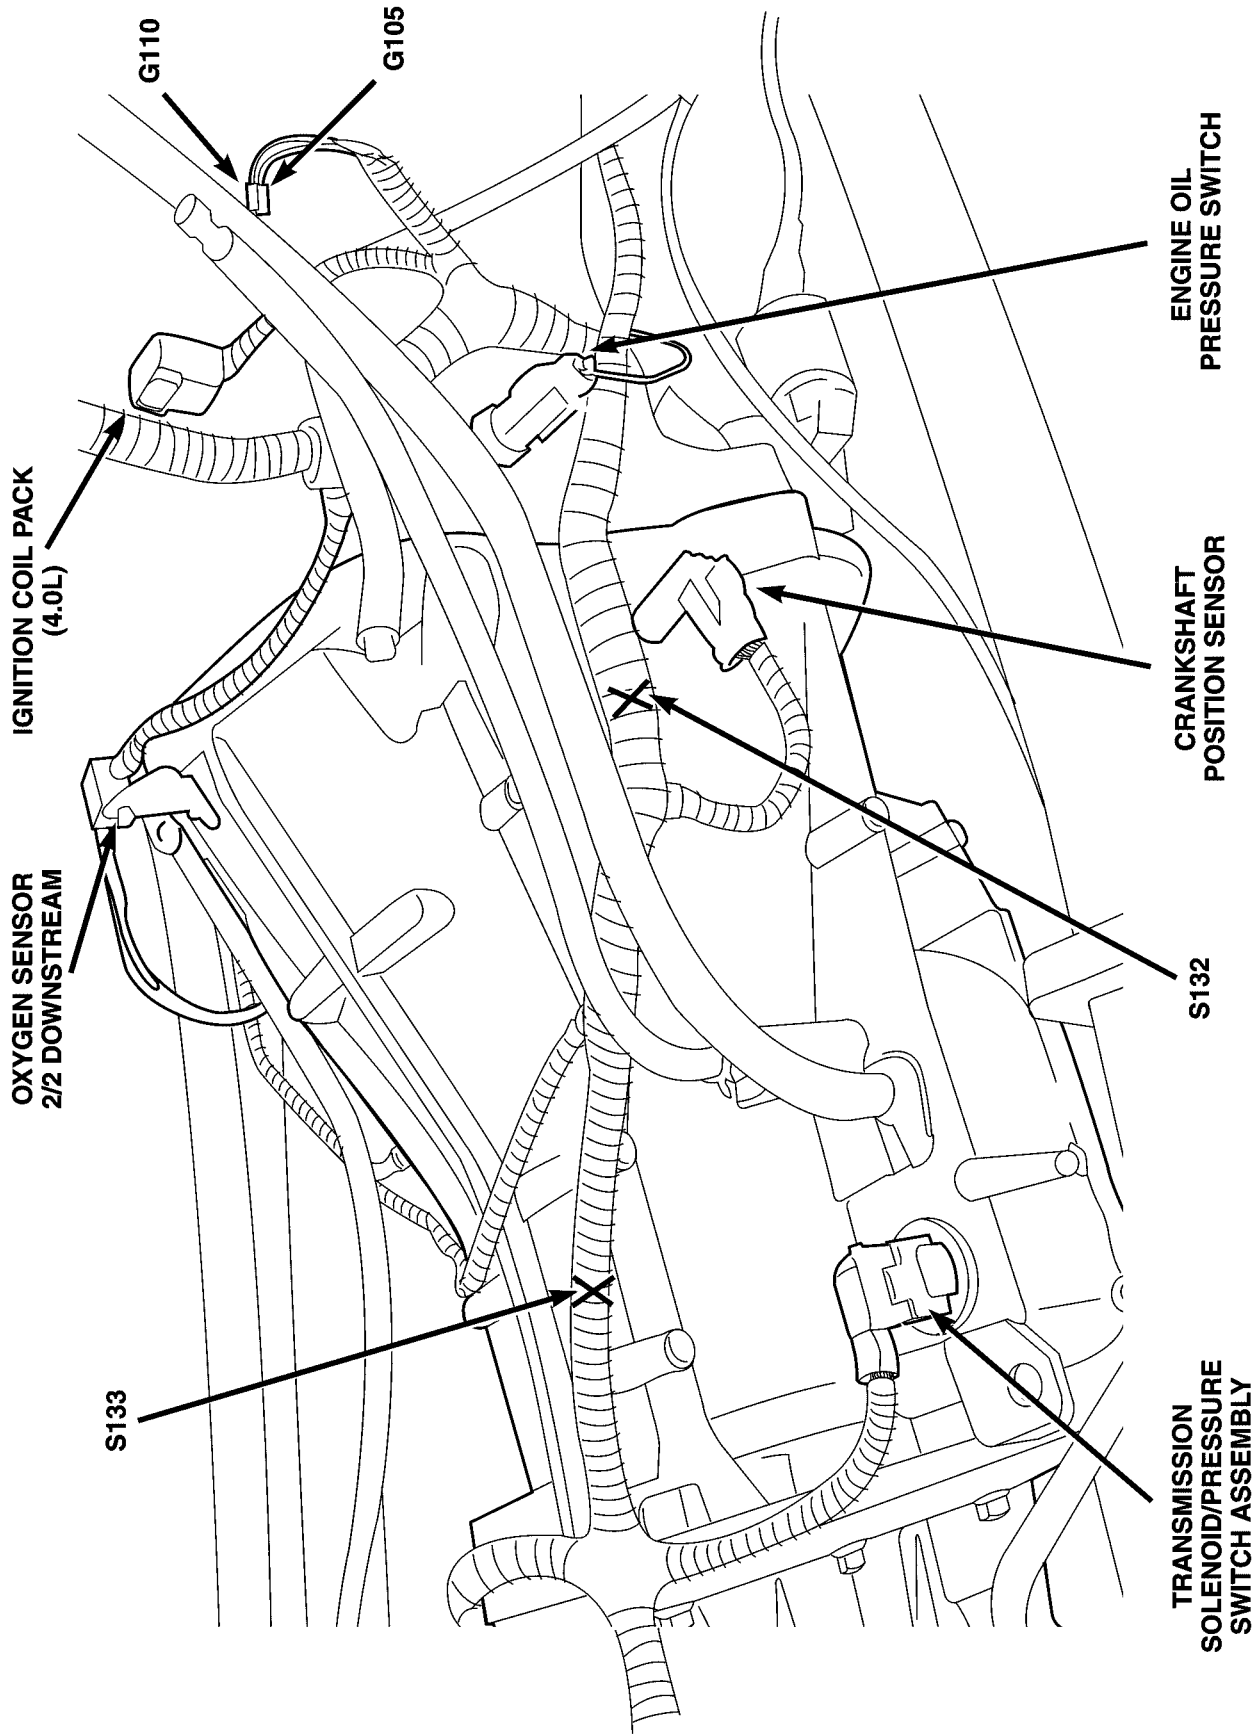 OXYGEN SENSOR
2/2 DOWNSTREAM
IGNITION COIL PACK
(4.0L)
S133
G110
G105
TRANSMISSION
SOLENOID/PRESSURE
SWITCH ASSEMBLY
S132
CRANKSHAFT
POSITION SENSOR
ENGINE OIL
PRESSURE SWITCH